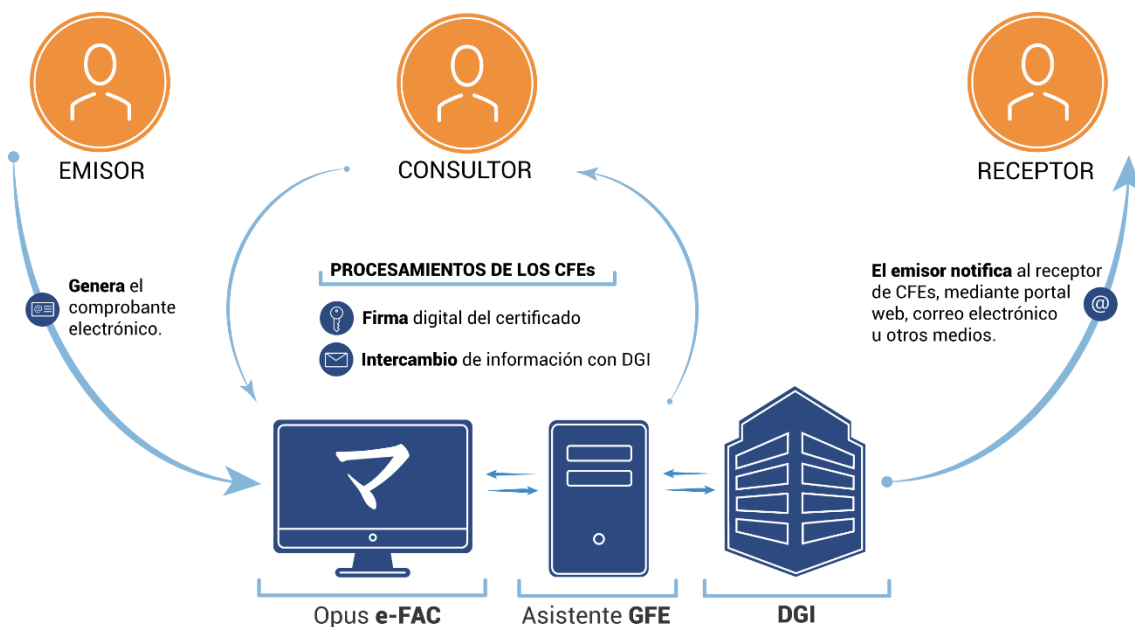 EMISOR
CONSULTOR
RECEPTOR
Genera el
comprobante
electrónico.
PROCESAMIENTOS DE LOS CFEs
Firma digital del certificado
Intercambio de información con DGI
El emisor notifica al receptor
de CFEs, mediante portal
web, correo electrónico
u otros medios.
@
Opus e-FAC
Asistente GFE
DGI